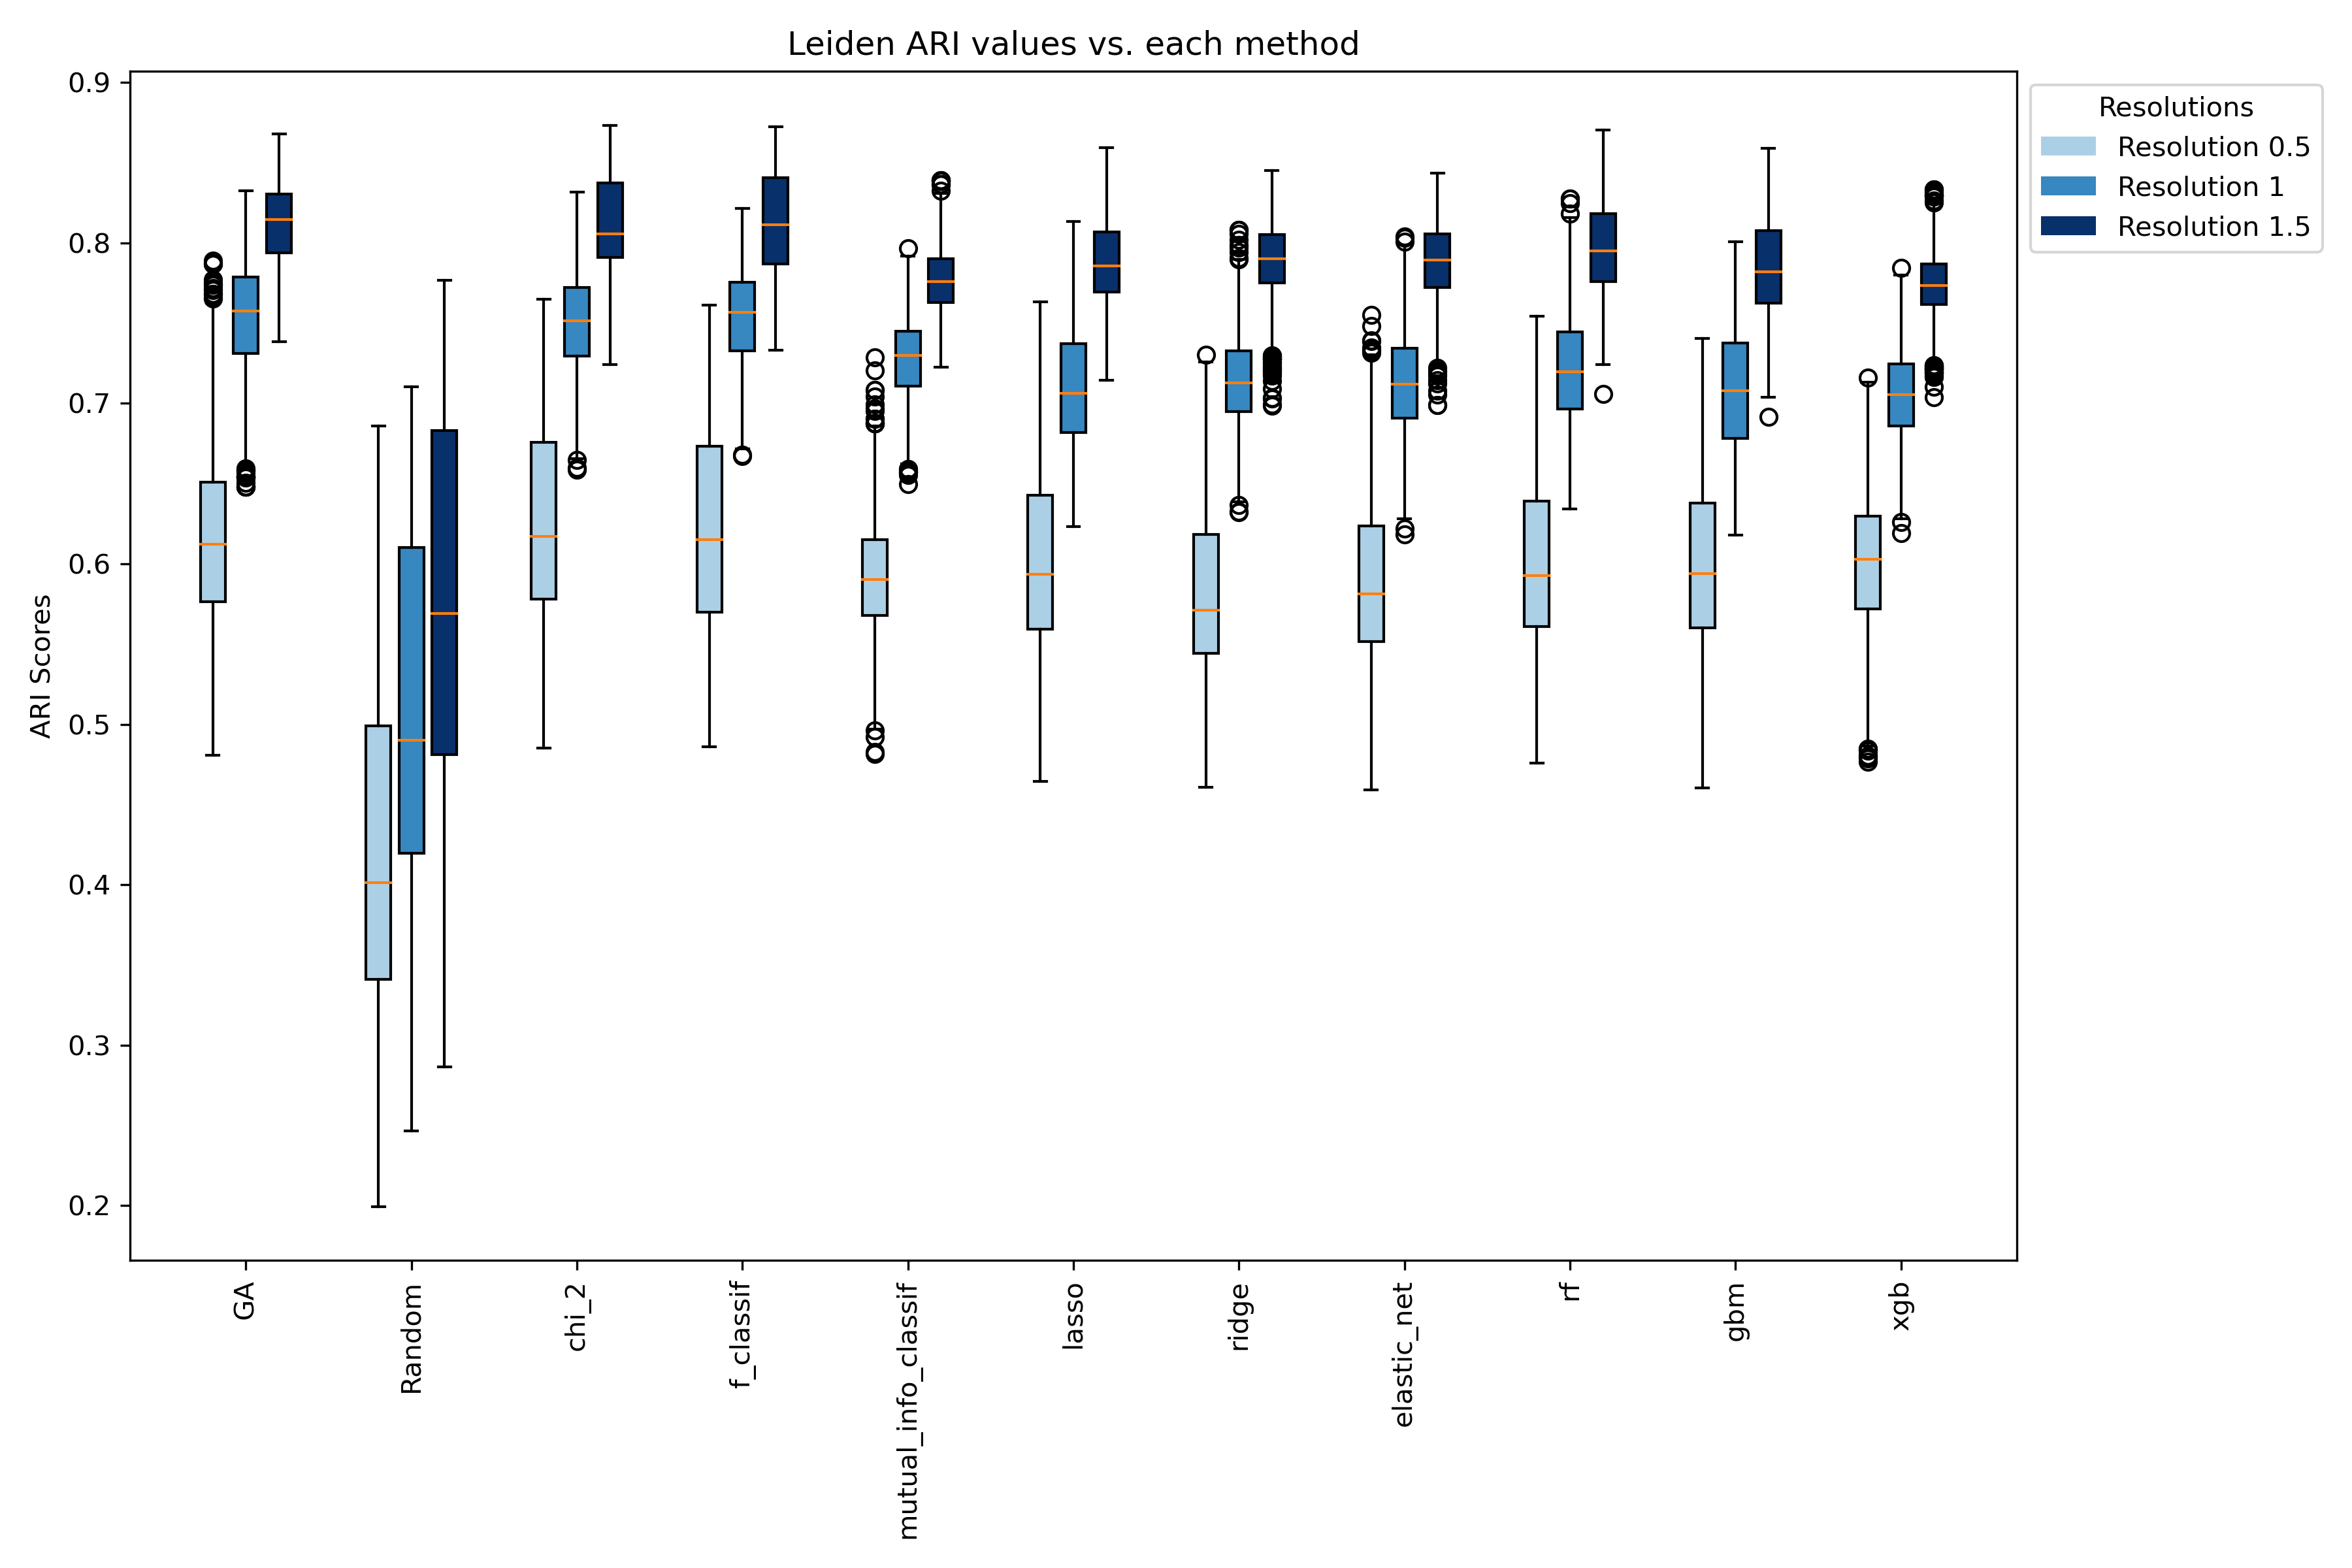 Leiden ARI values vs. each method
Resolutions
Resolution 0.5
Resolution 1
Resolution 1.5
ARI Scores
0.9
0.8
0.7
0.6
0.5
0.4
0.3
0.2
GA
Random
chi_2
f_classif
mutual_info_classif
lasso
ridge
elastic_net
rf
gbm
xgb